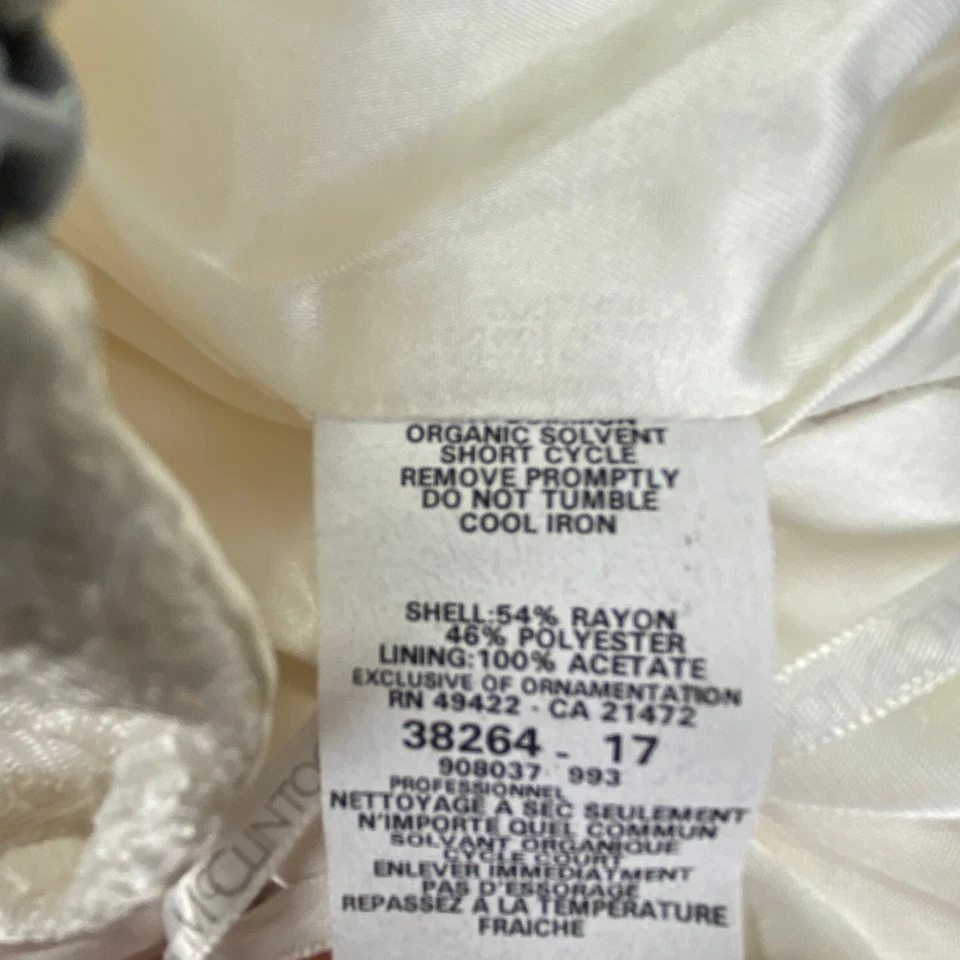 ORGANIC SOLVENT
SHORT CYCLE
REMOVE PROMPTLY
DO NOT TUMBLE
COOL IRON
SHELL:54% RAYON
46% POLYESTER
LINING:100% ACETATE
EXCLUSIVE OF ORNAMENTATION
RN 49422 - CA 21472
38264 - 17
908037 993
PROFESSIONNEL
NETTOYAGE A SEC SEULEMENT
N'IMPORTE QUEL COMMUN
SOLVANT ORGANIQUE
CYCLE COURT
ENLEVER IMMEDIATMENT
PAS D'ESSORAGE
REPASSEZ A LA TEMPERATURE
FRAICHE
McCLINTO